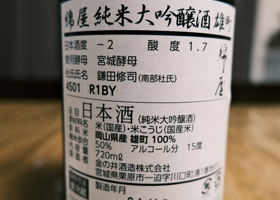 綿屋 純米大吟醸酒 雄町
日本酒度 －2 酸度 1.7
使用酵母 宮城酵母
杜氏氏名 鎌田修司(南部杜氏)
4501 R1BY
綿屋
品目 日本酒 (純米大吟醸酒)
米(国産)・米こうじ(国産米)
岡山県産 雄町 100%
50% アルコール分 15度
720ml
金の井酒造株式会社
宮城県栗原市一迫字川口町
製造年月